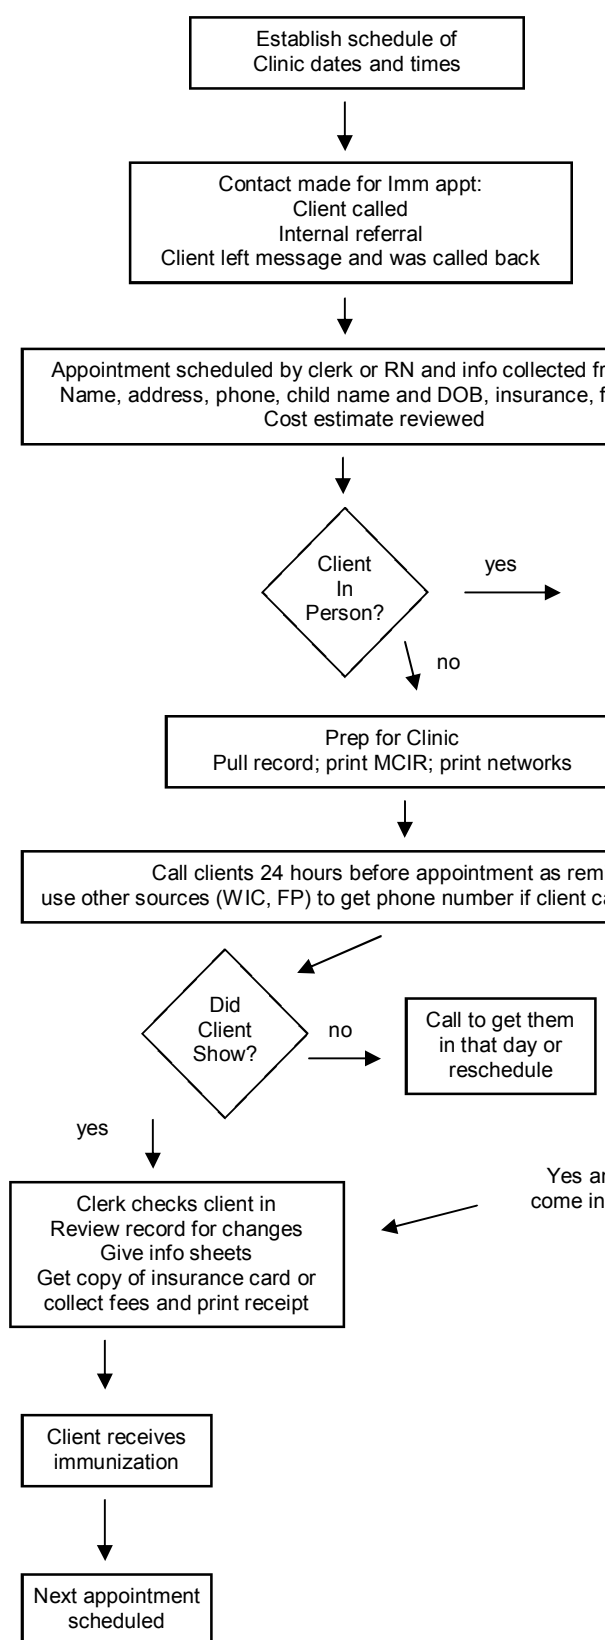 Establish schedule of
Clinic dates and times
Contact made for Imm appt:
Client called
Internal referral
Client left message and was called back
Appointment scheduled by clerk or RN and info collected
Name, address, phone, child name and DOB, insurance,
Cost estimate reviewed
Client
In
Person?
yes
no
Prep for Clinic
Pull record; print MCIR; print networks
Call clients 24 hours before appointment as
use other sources (WIC, FP) to get phone number if client
Did
Client
Show?
no
Call to get them
in that day or
reschedule
yes
Yes
come in
Clerk checks client in
Review record for changes
Give info sheets
Get copy of insurance card or
collect fees and print receipt
Client receives
immunization
Next appointment
scheduled